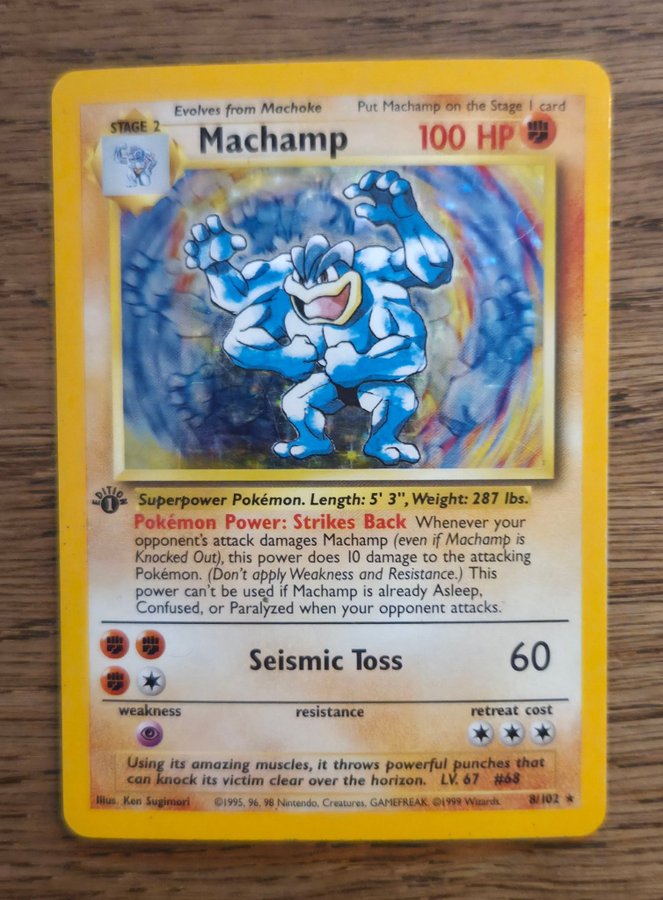 Evolves from Machoke Put Machamp on the Stage 1 card
STAGE 2
Machamp 100 HP
EDITION 1
Superpower Pokémon. Length: 5' 3", Weight: 287 lbs.
Pokémon Power: Strikes Back Whenever your
opponent's attack damages Machamp (even if Machamp is
Knocked Out), this power does 10 damage to the attacking
Pokémon. (Don't apply Weakness and Resistance.) This
power can't be used if Machamp is already Asleep,
Confused, or Paralyzed when your opponent attacks.
Seismic Toss 60
weakness resistance retreat cost
Using its amazing muscles, it throws powerful punches that
can knock its victim clear over the horizon. LV. 67 #68
Illus. Ken Sugimori ©1995, 96, 98 Nintendo, Creatures, GAMEFREAK. ©1999 Wizards. 8/102 ★